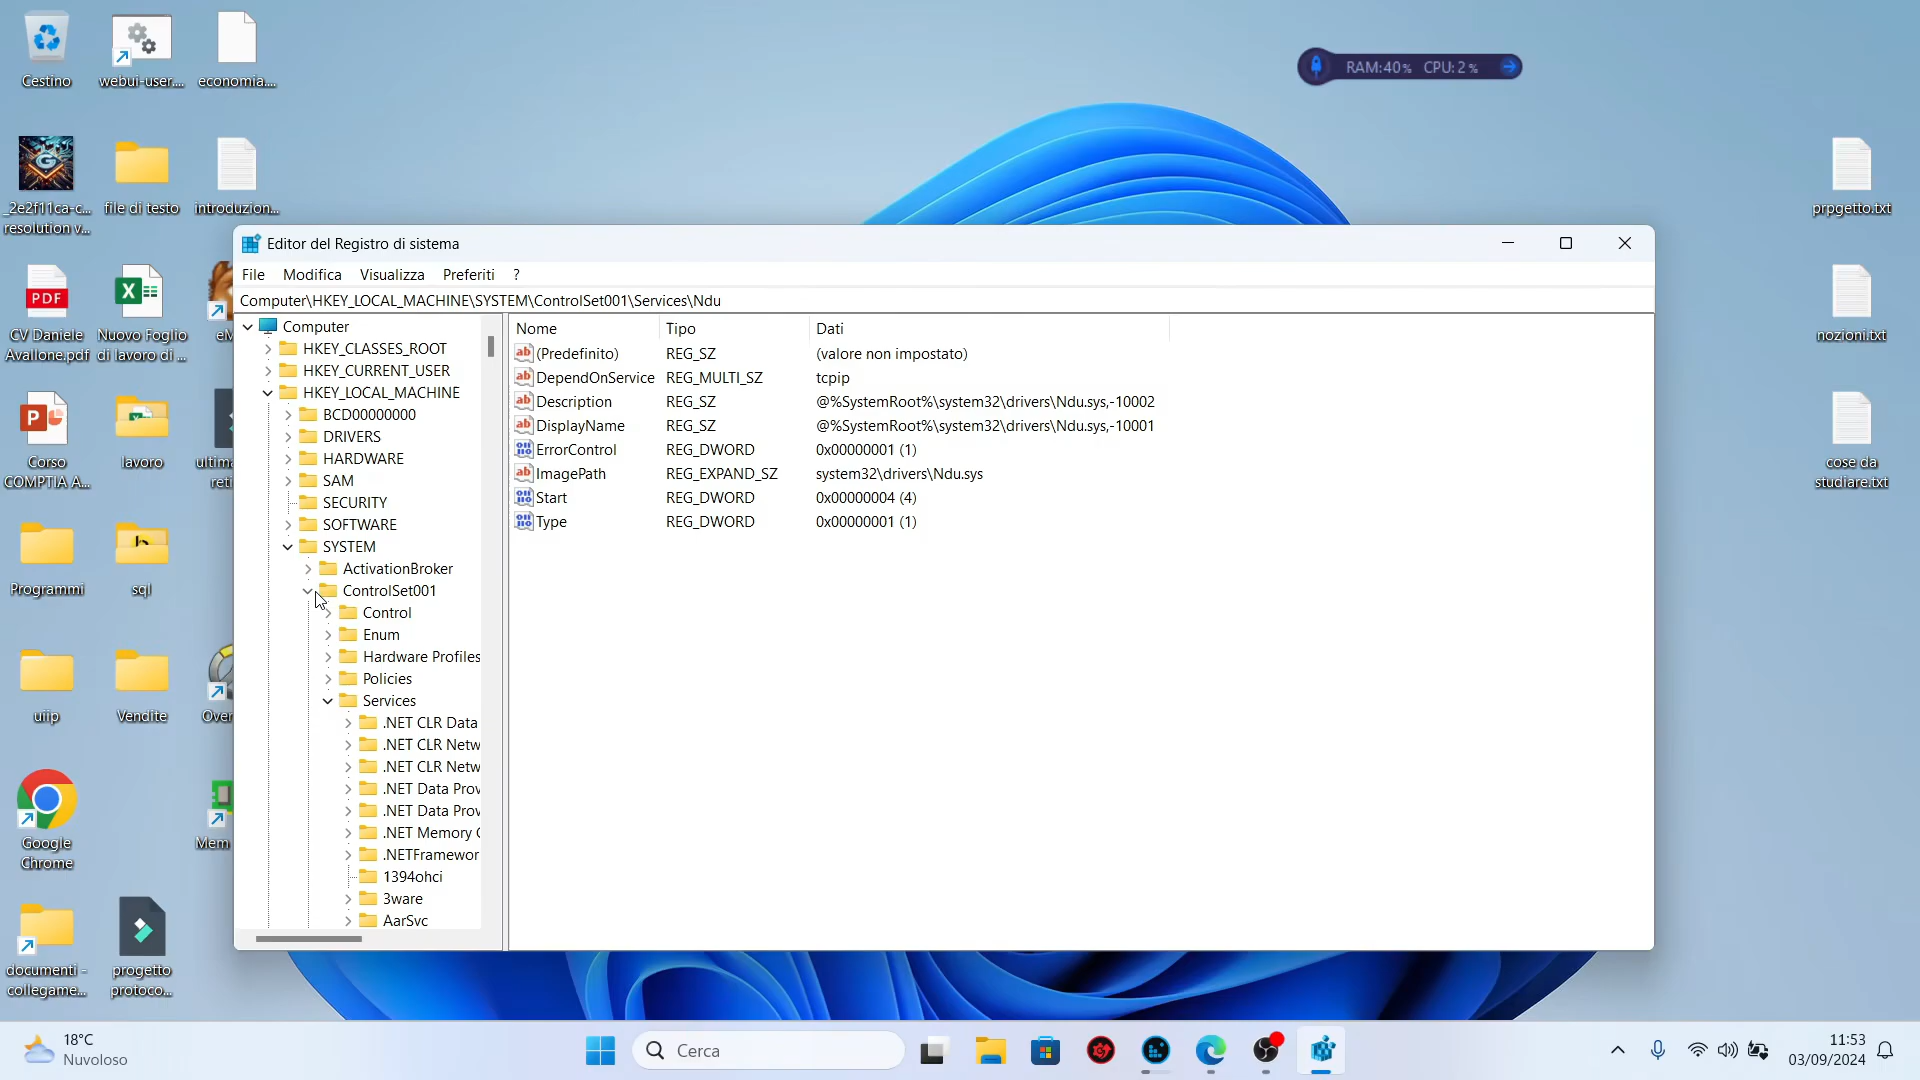 Cestino
webui-user....
economia....
RAM:40% CPU: 2 %
_2e2f11ca-c...
resolution v...
file di testo
introduzion...
prpgetto.txt
PDF
CV Daniele
Avallone.pdf
Nuovo Foglio
di lavoro di ...
eM
nozioni.txt
Corso
COMPTIA A...
lavoro
ultim
reti
cose da
studiare.txt
Programmi
sql
uiip
Vendite
Over
Google
Chrome
Mem
documenti -
collegame...
progetto
protoco...
Editor del Registro di sistema
File Modifica Visualizza Preferiti ?
Computer\HKEY_LOCAL_MACHINE\SYSTEM\ControlSet001\Services\Ndu
Computer
HKEY_CLASSES_ROOT
HKEY_CURRENT_USER
HKEY_LOCAL_MACHINE
BCD00000000
DRIVERS
HARDWARE
SAM
SECURITY
SOFTWARE
SYSTEM
ActivationBroker
ControlSet001
Control
Enum
Hardware Profiles
Policies
Services
.NET CLR Data
.NET CLR Netw
.NET CLR Netw
.NET Data Prov
.NET Data Prov
.NET Memory C
.NETFramewor
1394ohci
3ware
AarSvc
Nome Tipo Dati
(Predefinito) REG_SZ (valore non impostato)
DependOnService REG_MULTI_SZ tcpip
Description REG_SZ @%SystemRoot%\system32\drivers\Ndu.sys,-10002
DisplayName REG_SZ @%SystemRoot%\system32\drivers\Ndu.sys,-10001
ErrorControl REG_DWORD 0x00000001 (1)
ImagePath REG_EXPAND_SZ system32\drivers\Ndu.sys
Start REG_DWORD 0x00000004 (4)
Type REG_DWORD 0x00000001 (1)
18°C
Nuvoloso
Cerca
11:53
03/09/2024